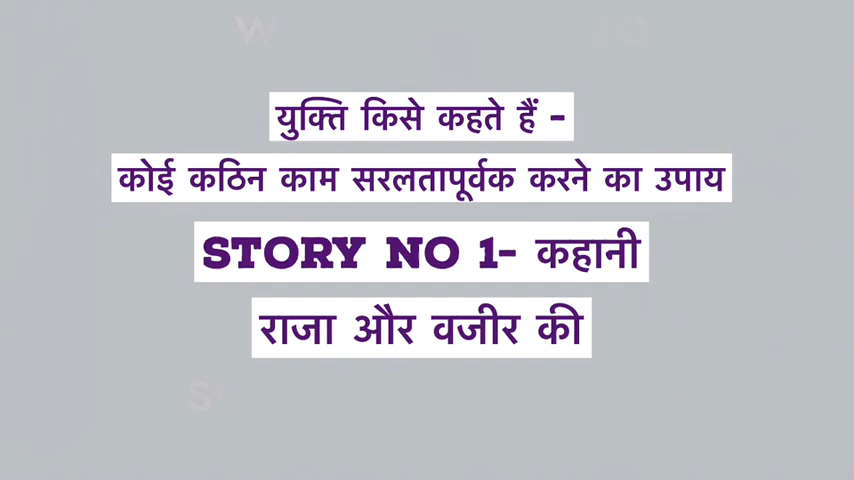 युक्ति किसे कहते हैं -
कोई कठिन काम सरलतापूर्वक करने का उपाय
STORY NO 1- कहानी
राजा और वजीर की